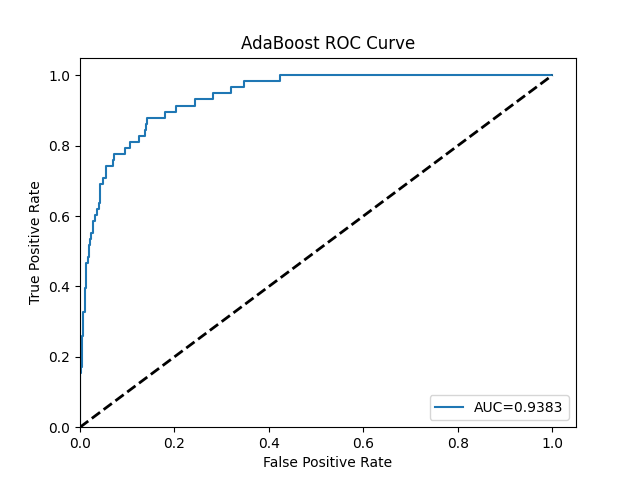 AdaBoost ROC Curve
True Positive Rate
1.0
0.8
0.6
0.4
0.2
0.0
0.0 0.2 0.4 0.6 0.8 1.0
False Positive Rate
AUC=0.9383